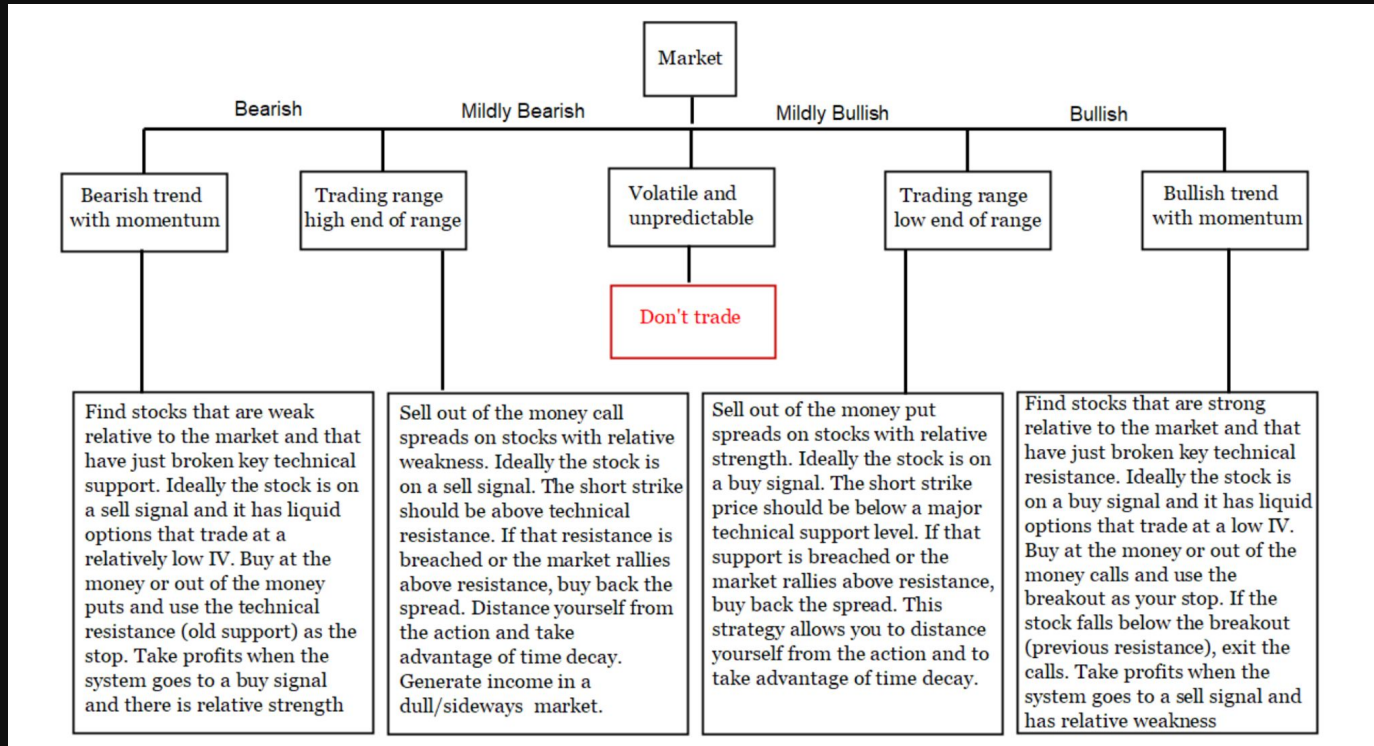 Market
Bearish
Mildly Bearish
Mildly Bullish
Bullish
Bearish trend
with momentum
Trading range
high end of range
Volatile and
unpredictable
Trading range
low end of range
Bullish trend
with momentum
Don't trade
Find stocks that are weak
relative to the market and that
have just broken key technical
support. Ideally the stock is on
a sell signal and it has liquid
options that trade at a
relatively low IV. Buy at the
money or out of the money
puts and use the technical
resistance (old support) as the
stop. Take profits when the
system goes to a buy signal
and there is relative strength
Sell out of the money call
spreads on stocks with relative
weakness. Ideally the stock is
on a sell signal. The short strike
should be above technical
resistance. If that resistance is
breached or the market rallies
above resistance, buy back the
spread. Distance yourself from
the action and take
advantage of time decay.
Generate income in a
dull/sideways market.
Sell out of the money put
spreads on stocks with relative
strength. Ideally the stock is on
a buy signal. The short strike
price should be below a major
technical support level. If that
support is breached or the
market rallies above resistance,
buy back the spread. This
strategy allows you to distance
yourself from the action and to
take advantage of time decay.
Find stocks that are strong
relative to the market and that
have just broken key technical
resistance. Ideally the stock is
on a buy signal and it has liquid
options that trade at a low IV.
Buy at the money or out of the
money calls and use the
breakout as your stop. If the
stock falls below the breakout
(previous resistance), exit the
calls. Take profits when the
system goes to a sell signal and
has relative weakness